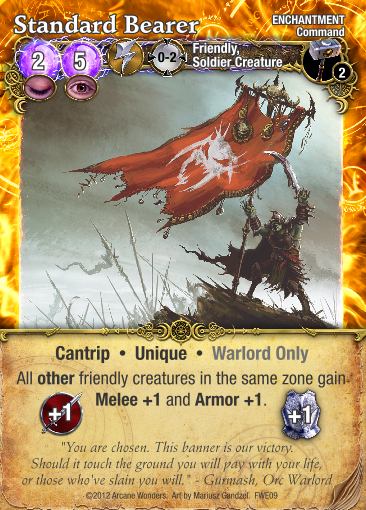 Standard Bearer
ENCHANTMENT
Command
2 5 0-2 Friendly,
Soldier Creature
2
Cantrip • Unique • Warlord Only
All other friendly creatures in the same zone gain
Melee +1 and Armor +1.
+1 +1
"You are chosen. This banner is our victory.
Should it touch the ground you will pay with your life,
or those who've slain you will." - Gurmash, Orc Warlord
©2012 Arcane Wonders. Art by Mariusz Gandzel. FWE09